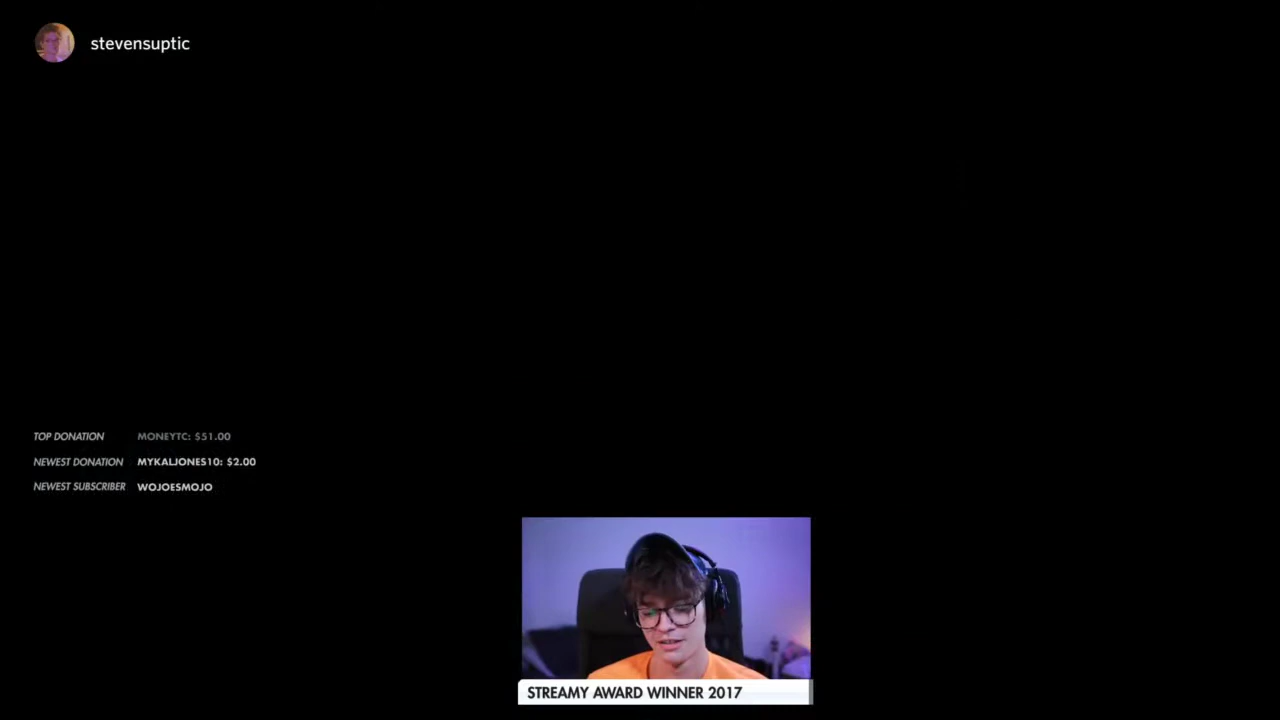 stevensuptic
TOP DONATION MONEYTC: $51.00
NEWEST DONATION MYKALJONES10: $2.00
NEWEST SUBSCRIBER WOJOESMOJO
STREAMY AWARD WINNER 2017